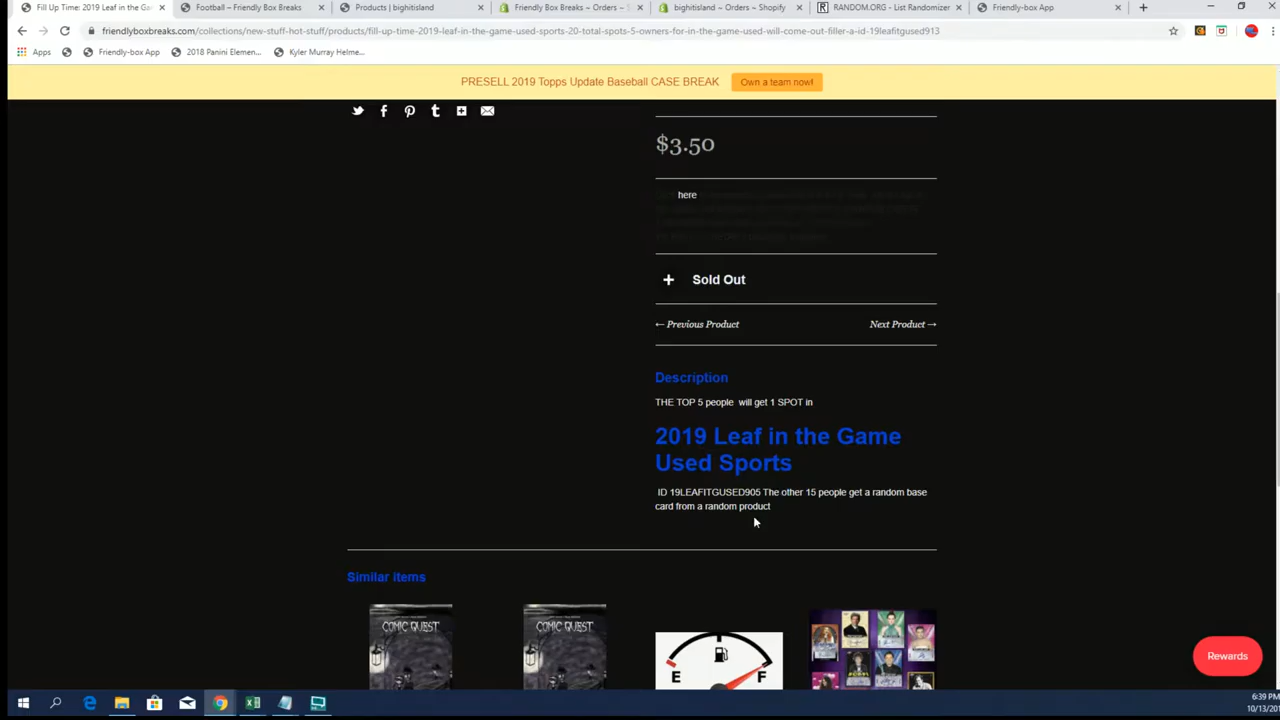 Fill Up Time: 2019 Leaf in the Ga
Football – Friendly Box Breaks
Products | bighitisland
Friendly Box Breaks ~ Orders ~ S
bighitisland ~ Orders ~ Shopify
RANDOM.ORG - List Randomizer
Friendly-box App
friendlyboxbreaks.com/collections/new-stuff-hot-stuff/products/fill-up-time-2019-leaf-in-the-game-used-sports-20-total-spots-5-owners-for-in-the-game-used-will-come-out-filler-a-id-19leafitgused913
Apps
Friendly-box App
2018 Panini Elemen...
Kyler Murray Helme...
PRESELL 2019 Topps Update Baseball CASE BREAK
Own a team now!
$3.50
here
Sold Out
← Previous Product
Next Product →
Description
THE TOP 5 people will get 1 SPOT in
2019 Leaf in the Game
Used Sports
ID 19LEAFITGUSED905 The other 15 people get a random base
card from a random product
Similar items
COMIC QUEST
COMIC QUEST
E
F
Rewards
6:39 PM
10/13/201